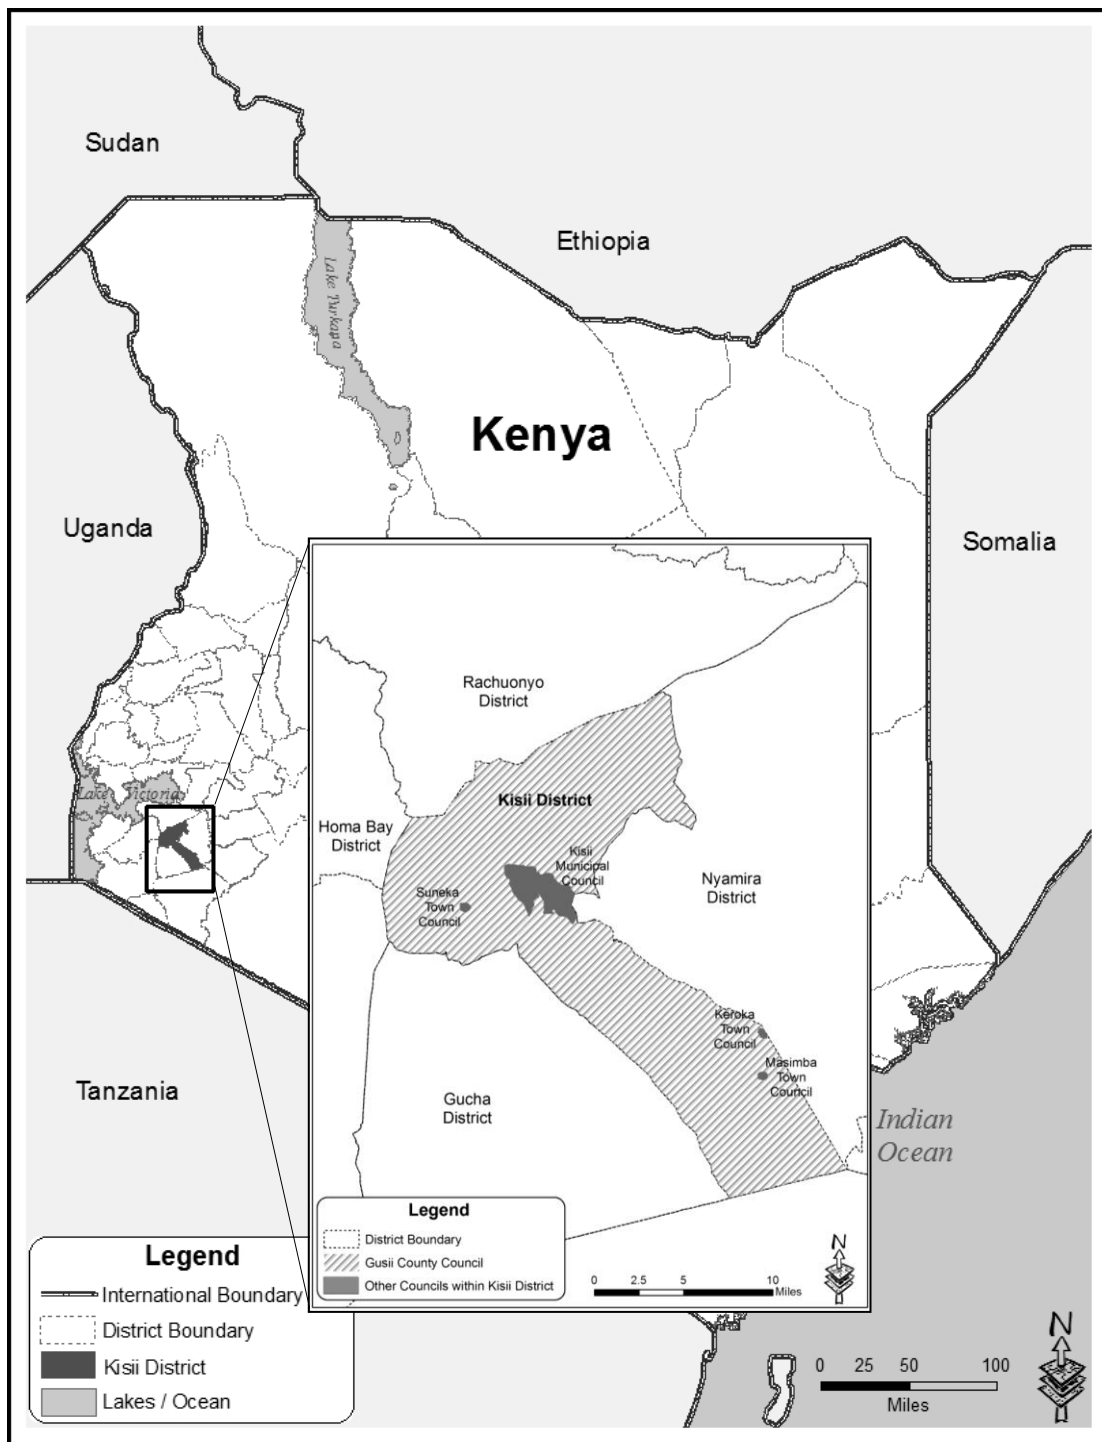 Sudan
Ethiopia
Lake Turkana
Kenya
Uganda
Somalia
Rachuonyo
District
Kisii District
Lake Victoria
Homa Bay
District
Kisii
Municipal
Council
Nyamira
District
Suneka
Town
Council
Keroka
Town
Council
Masimba
Town
Council
Tanzania
Gucha
District
Indian
Ocean
Legend
District Boundary
Gusii County Council
Other Councils within Kisii District
0 2.5 5 10
Miles
N
Legend
International Boundary
District Boundary
Kisii District
Lakes / Ocean
0 25 50 100
Miles
N